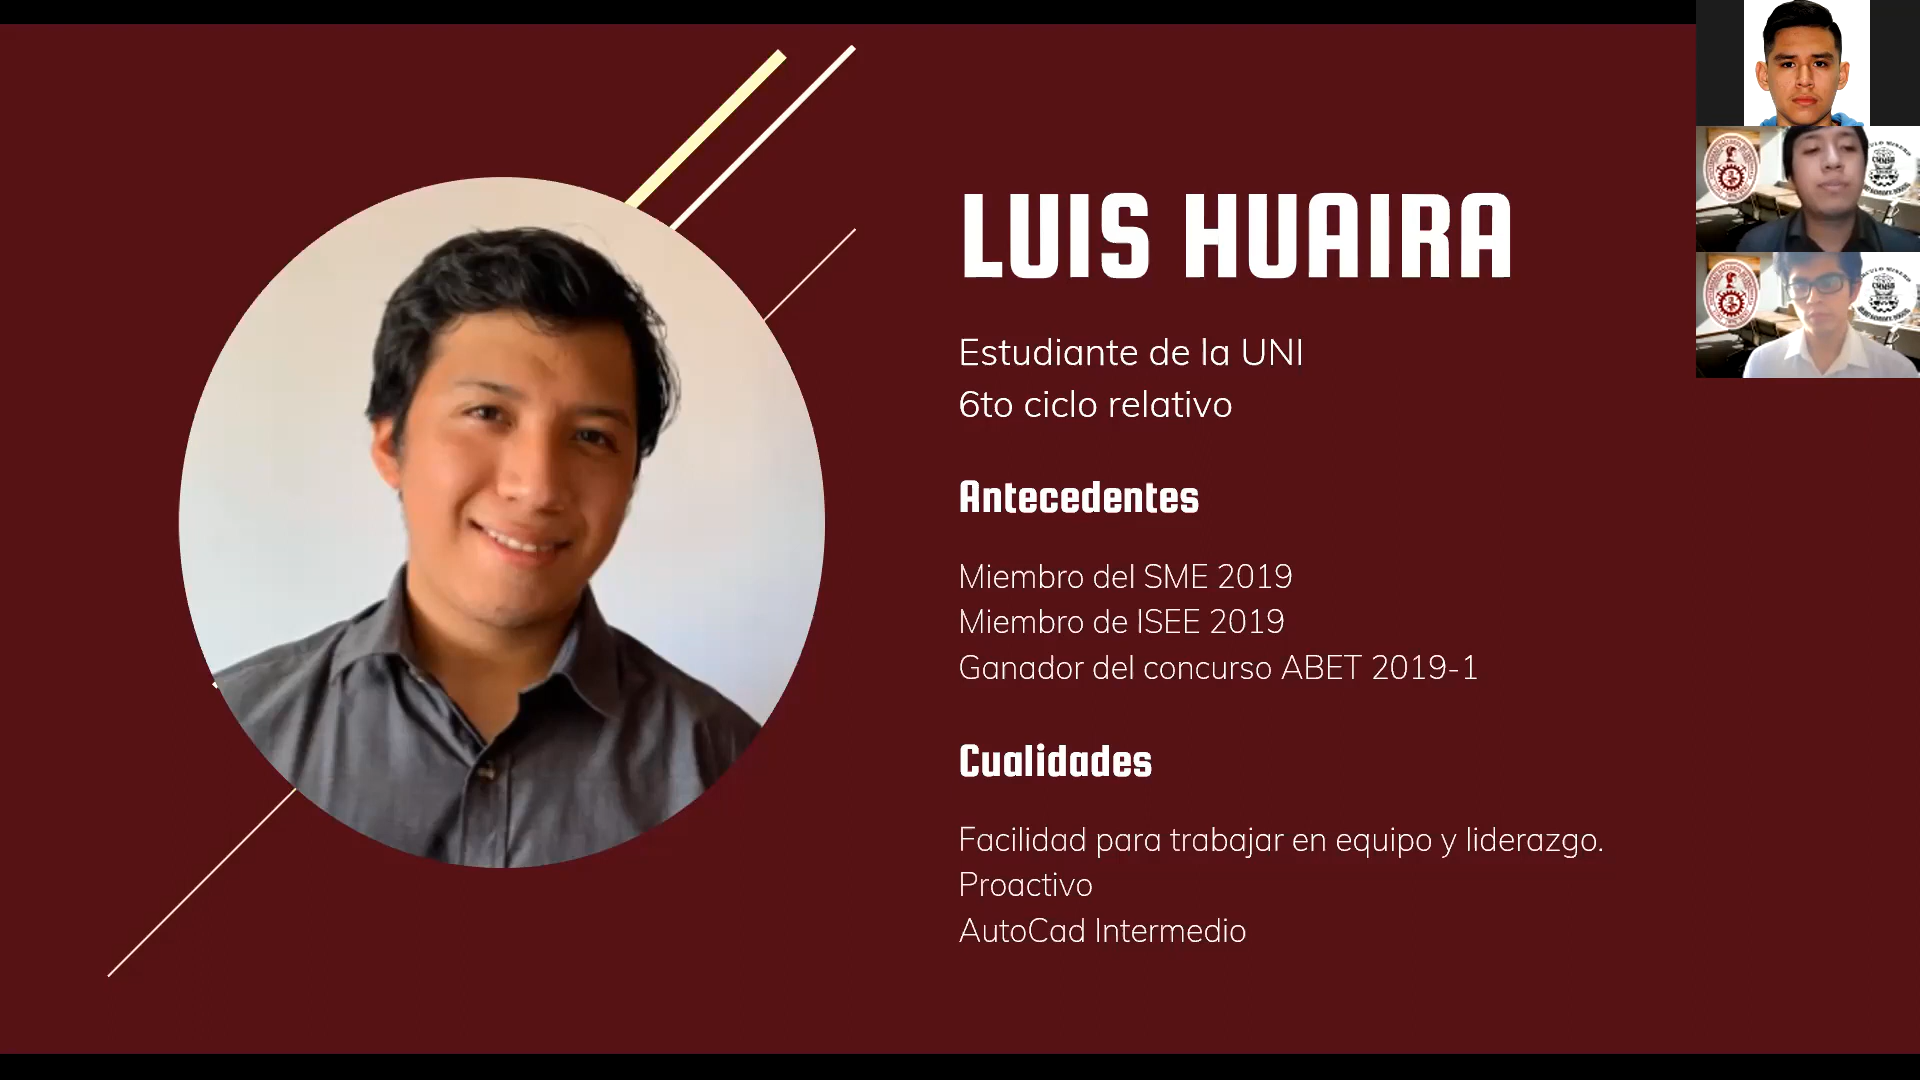 LUIS HUAIRA
Estudiante de la UNI
6to ciclo relativo
Antecedentes
Miembro del SME 2019
Miembro de ISEE 2019
Ganador del concurso ABET 2019-1
Cualidades
Facilidad para trabajar en equipo y liderazgo.
Proactivo
AutoCad Intermedio